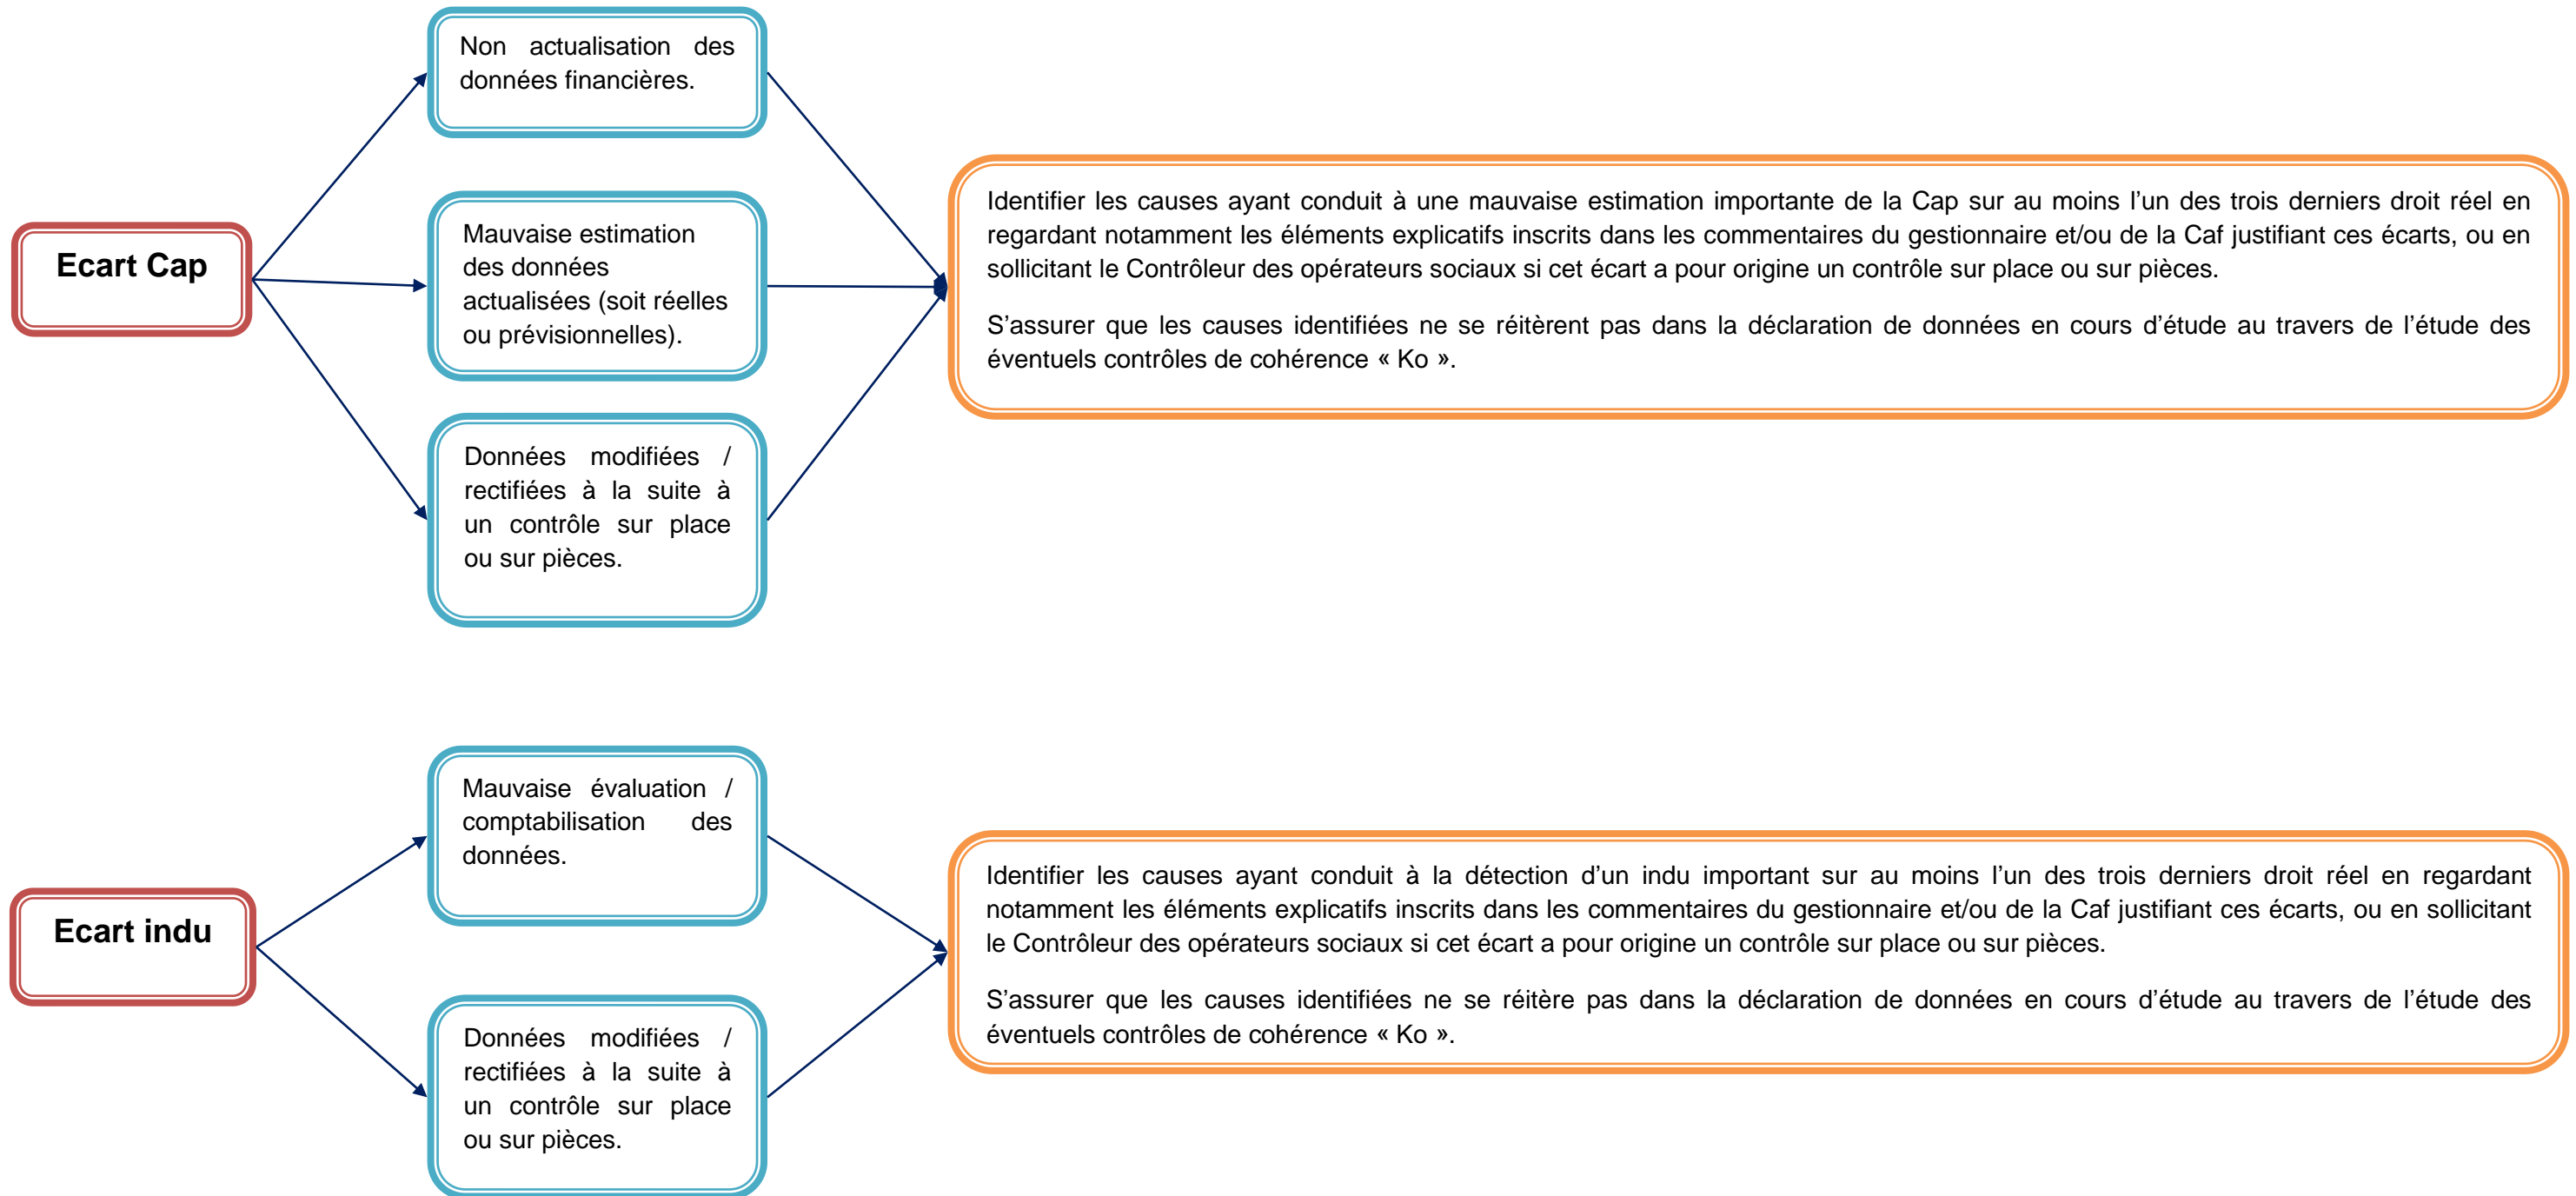 Non actualisation des
données financières.
Ecart Cap
Mauvaise estimation
des données
actualisées (soit réelles
ou prévisionnelles).
Données modifiées /
rectifiées à la suite à
un contrôle sur place
ou sur pièces.
Identifier les causes ayant conduit à une mauvaise estimation importante de la Cap sur au moins l’un des trois derniers droit réel en
regardant notamment les éléments explicatifs inscrits dans les commentaires du gestionnaire et/ou de la Caf justifiant ces écarts, ou en
sollicitant le Contrôleur des opérateurs sociaux si cet écart a pour origine un contrôle sur place ou sur pièces.
S’assurer que les causes identifiées ne se réitèrent pas dans la déclaration de données en cours d’étude au travers de l’étude des
éventuels contrôles de cohérence « Ko ».
Mauvaise évaluation /
comptabilisation des
données.
Ecart indu
Données modifiées /
rectifiées à la suite à
un contrôle sur place
ou sur pièces.
Identifier les causes ayant conduit à la détection d’un indu important sur au moins l’un des trois derniers droit réel en regardant
notamment les éléments explicatifs inscrits dans les commentaires du gestionnaire et/ou de la Caf justifiant ces écarts, ou en sollicitant
le Contrôleur des opérateurs sociaux si cet écart a pour origine un contrôle sur place ou sur pièces.
S’assurer que les causes identifiées ne se réitère pas dans la déclaration de données en cours d’étude au travers de l’étude des
éventuels contrôles de cohérence « Ko ».